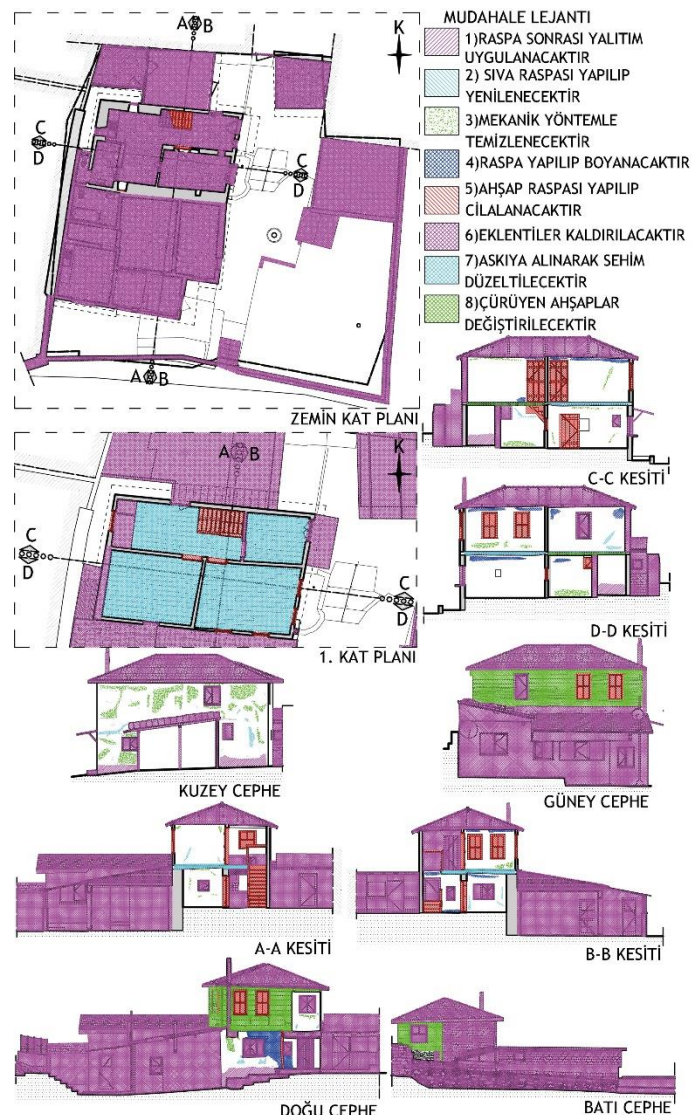 A B
K
C
D
C
D
A B
ZEMİN KAT PLANI
MUDAHALE LEJANTI
1)RASPA SONRASI YALITIM
UYGULANACAKTIR
2) SIVA RASPASI YAPILIP
YENİLENECEKTİR
3)MEKANİK YÖNTEMLE
TEMİZLENECEKTİR
4)RASPA YAPILIP BOYANACAKTIR
5)AHŞAP RASPASI YAPILIP
CİLALANACAKTIR
6)EKLENTİLER KALDIRILACAKTIR
7)ASKIYA ALINARAK SEHİM
DÜZELTİLECEKTİR
8)ÇÜRÜYEN AHŞAPLAR
DEĞİŞTİRİLECEKTİR
C-C KESİTİ
A B
K
C
D
C
D
1. KAT PLANI
D-D KESİTİ
KUZEY CEPHE
GÜNEY CEPHE
A-A KESİTİ
B-B KESİTİ
DOĞU CEPHE
BATI CEPHE